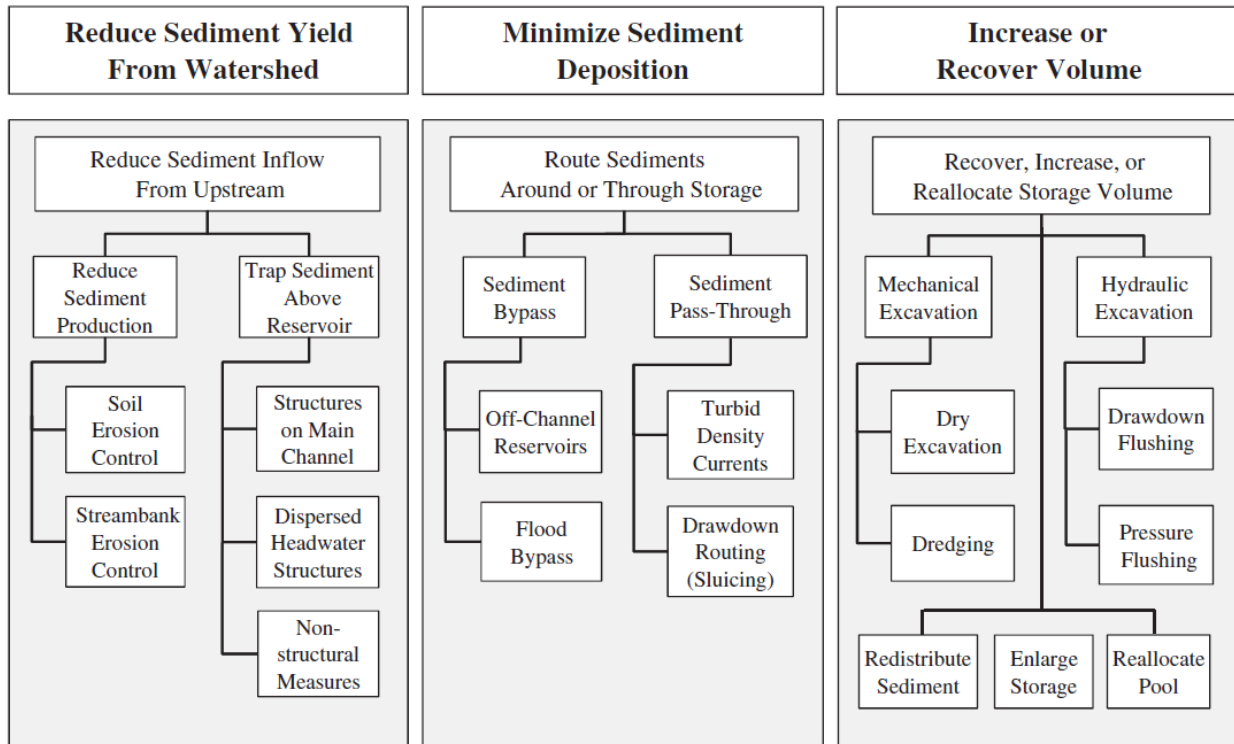 Reduce Sediment Yield
From Watershed
Minimize Sediment
Deposition
Increase or
Recover Volume
Reduce Sediment Inflow
From Upstream
Reduce
Sediment
Production
Trap Sediment
Above
Reservoir
Soil
Erosion
Control
Structures
on Main
Channel
Streambank
Erosion
Control
Dispersed
Headwater
Structures
Non-
structural
Measures
Route Sediments
Around or Through Storage
Sediment
Bypass
Sediment
Pass-Through
Off-Channel
Reservoirs
Turbid
Density
Currents
Flood
Bypass
Drawdown
Routing
(Sluicing)
Recover, Increase, or
Reallocate Storage Volume
Mechanical
Excavation
Hydraulic
Excavation
Dry
Excavation
Drawdown
Flushing
Dredging
Pressure
Flushing
Redistribute
Sediment
Enlarge
Storage
Reallocate
Pool